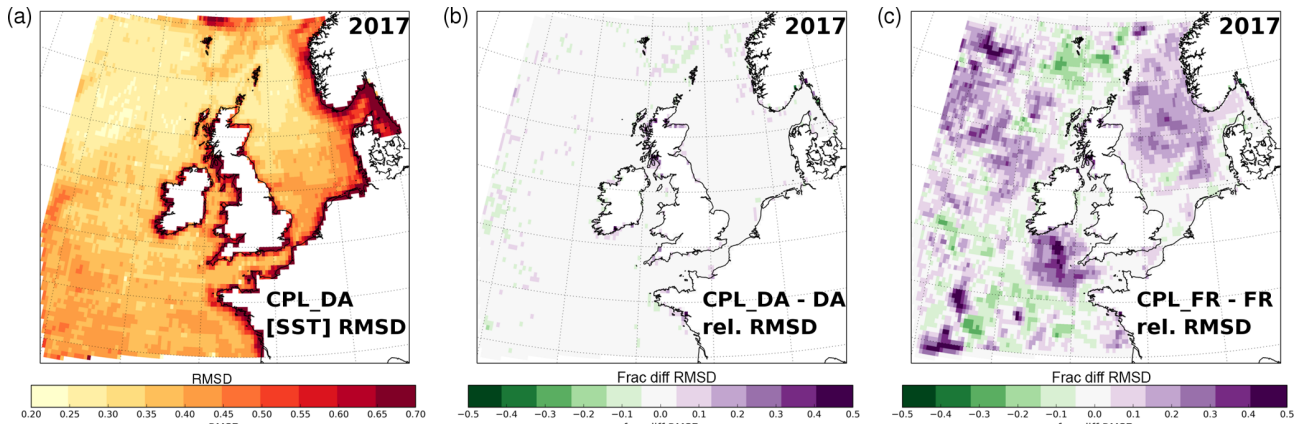 (a)
2017
CPL_DA
[SST] RMSD
RMSD
0.20 0.25 0.30 0.35 0.40 0.45 0.50 0.55 0.60 0.65 0.70
(b)
2017
CPL_DA - DA
rel. RMSD
Frac diff RMSD
−0.5 −0.4 −0.3 −0.2 −0.1 0.0 0.1 0.2 0.3 0.4 0.5
(c)
2017
CPL_FR - FR
rel. RMSD
Frac diff RMSD
−0.5 −0.4 −0.3 −0.2 −0.1 0.0 0.1 0.2 0.3 0.4 0.5